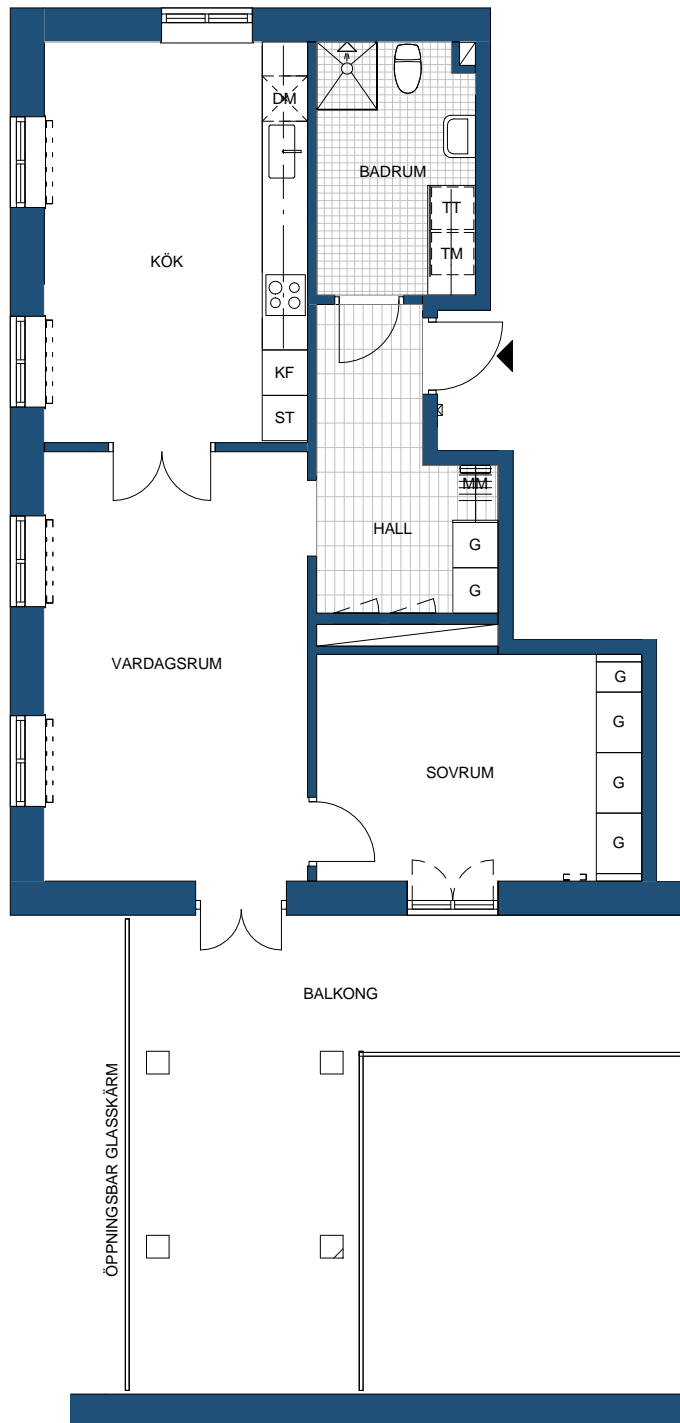 DM
BADRUM
TT
TM
KÖK
KF
ST
MM
HALL
G
G
VARDAGSRUM
G
G
SOVRUM
G
G
BALKONG
ÖPPNINGSBAR GLASSKÄRM